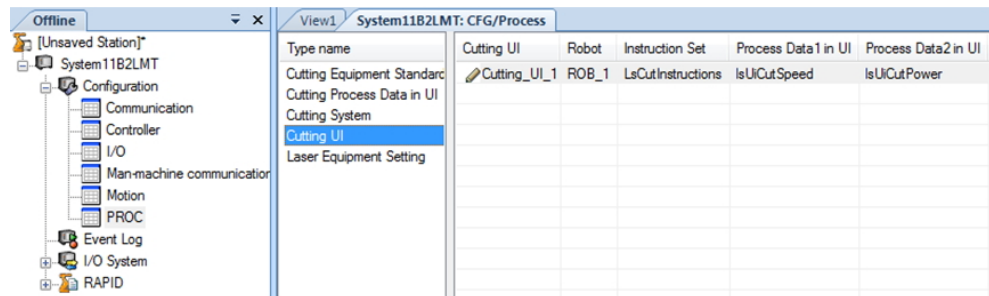 Offline
[Unsaved Station]*
System11B2LMT
Configuration
Communication
Controller
I/O
Man-machine communication
Motion
PROC
Event Log
I/O System
RAPID
View1 System11B2LMT: CFG/Process
Type name
Cutting Equipment Standard
Cutting Process Data in UI
Cutting System
Cutting UI
Laser Equipment Setting
Cutting UI Robot Instruction Set Process Data1 in UI Process Data2 in UI
Cutting_UI_1 ROB_1 LsCutInstructions lsUiCutSpeed lsUiCutPower